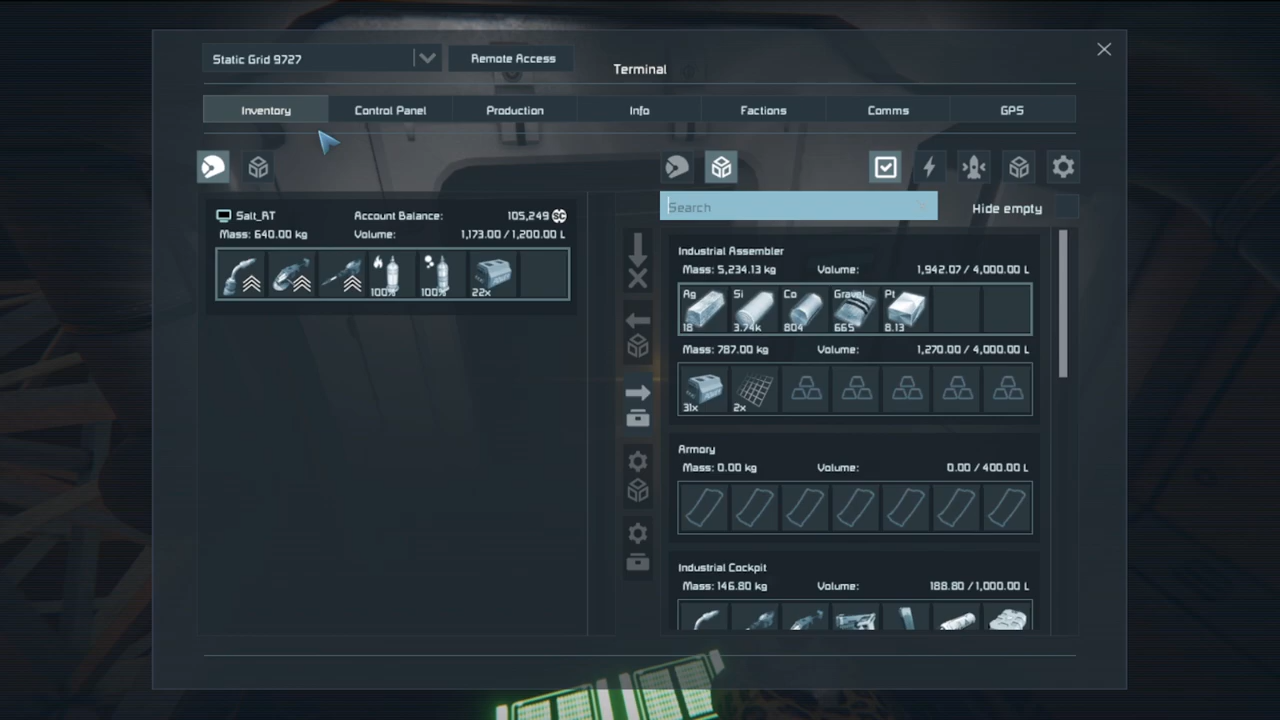 Static Grid 9727
Remote Access
Terminal
Inventory
Control Panel
Production
Info
Factions
Comms
GPS
Salt_RT
Account Balance:
105,249 SC
Mass: 640.00 kg
Volume:
1,173.00 / 1,200.00 L
100%
100%
22x
Search
Hide empty
Industrial Assembler
Mass: 5,234.13 kg
Volume:
1,942.07 / 4,000.00 L
Ag
Si
Co
Gravel
Pt
18
3.74k
804
665
8.13
Mass: 787.00 kg
Volume:
1,270.00 / 4,000.00 L
31x
2x
Armory
Mass: 0.00 kg
Volume:
0.00 / 400.00 L
Industrial Cockpit
Mass: 146.80 kg
Volume:
188.80 / 1,000.00 L